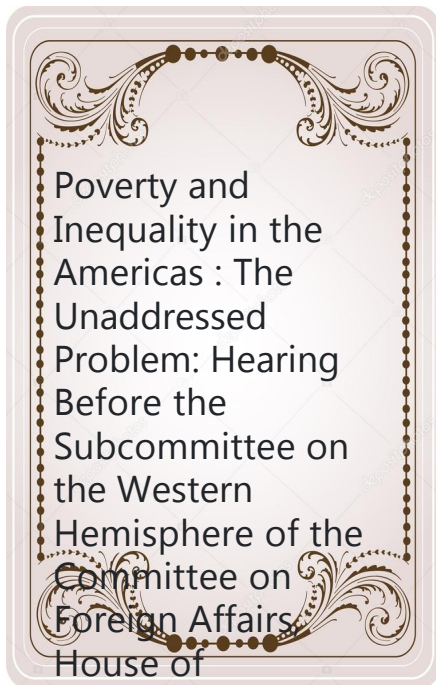 Poverty and
Inequality in the
Americas : The
Unaddressed
Problem: Hearing
Before the
Subcommittee on
the Western
Hemisphere of the
Committee on
Foreign Affairs,
House of